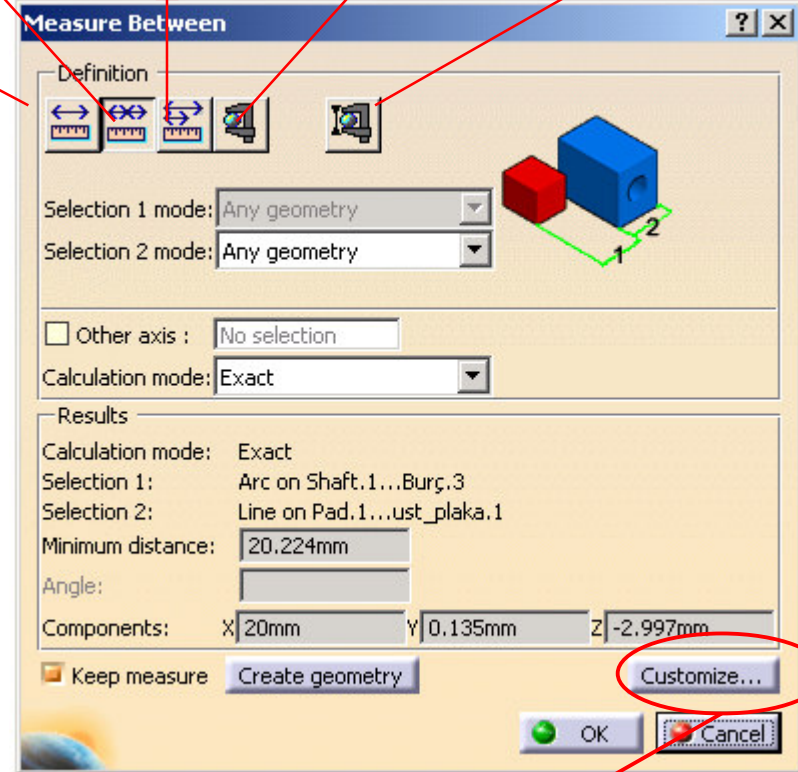 Measure Between
Definition
1 2
Selection 1 mode: Any geometry
Selection 2 mode: Any geometry
Other axis : No selection
Calculation mode: Exact
Results
Calculation mode: Exact
Selection 1: Arc on Shaft.1...Burç.3
Selection 2: Line on Pad.1...ust_plaka.1
Minimum distance: 20.224mm
Angle:
Components: X 20mm Y 0.135mm Z -2.997mm
Keep measure Create geometry Customize...
OK Cancel